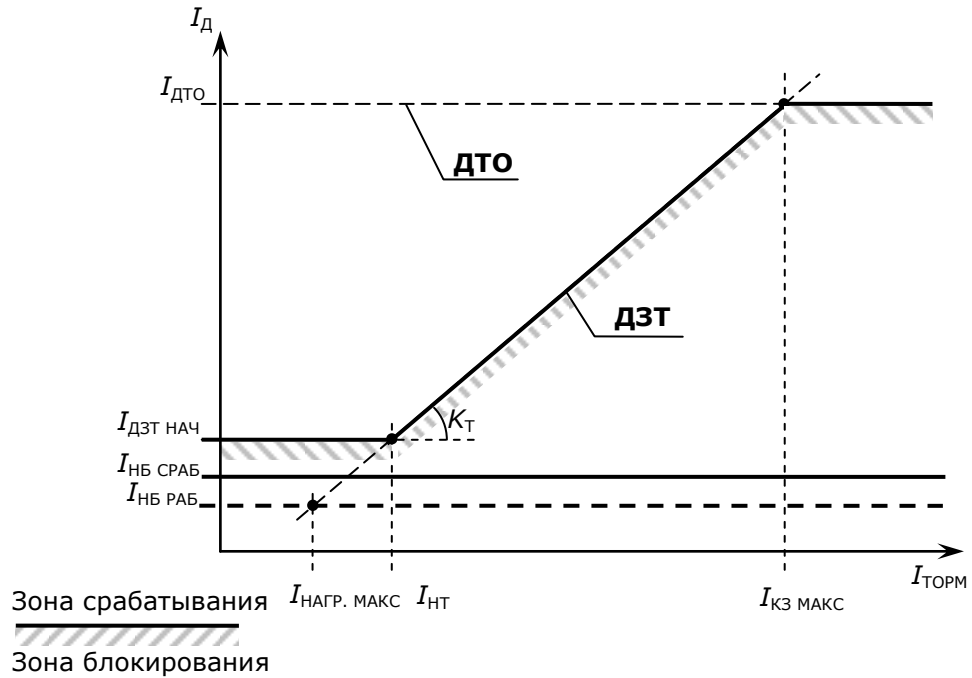 IД
IДТО
ДТО
ДЗТ
IДЗТ НАЧ
KТ
IНБ СРАБ
IНБ РАБ
IТОРМ
IНАГР. МАКС
IНТ
IКЗ МАКС
Зона срабатывания
Зона блокирования